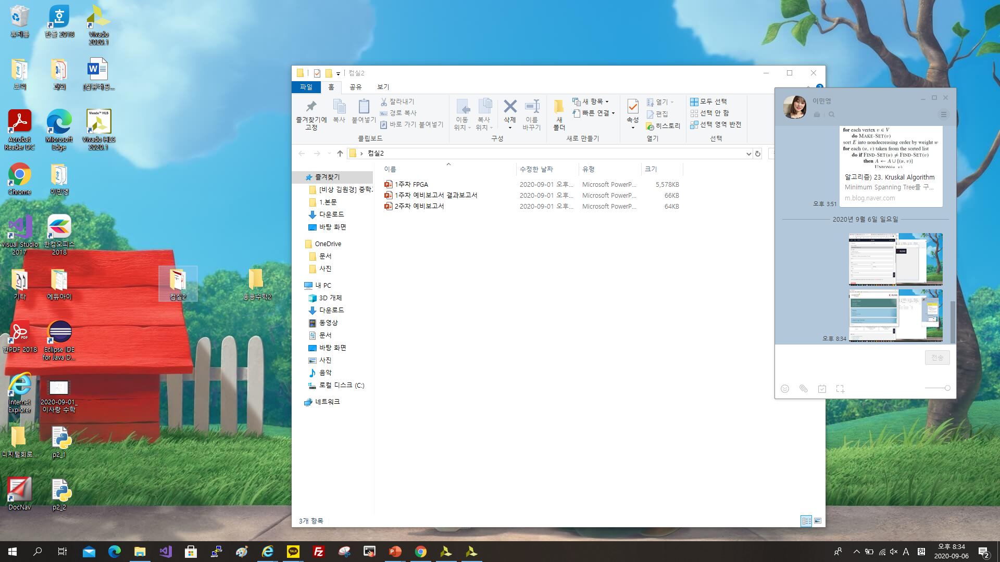 휴지통
한글 2018
Vivado 2020.1
토익
과외
[컴퓨터공...
Acrobat Reader DC
Microsoft Edge
Vivado HLS 2020.1
Chrome
이민영
Visual Studio 2017
한컴오피스 2018
기타
에듀아이
컴실2
응용수학2
한PDF 2018
Eclipse IDE for Java D...
Internet Explorer
2020-09-01_이사랑 수학
디지털회로...
p2_1
DocNav
p2_2
컴실2
파일
홈
공유
보기
즐겨찾기에 고정
복사
붙여넣기
잘라내기
경로 복사
바로 가기 붙여넣기
클립보드
이동 위치
복사 위치
삭제
이름 바꾸기
구성
새 폴더
새 항목
빠른 연결
새로 만들기
속성
열기
편집
히스토리
열기
모두 선택
선택 안 함
선택 영역 반전
선택
컴실2
이름
수정한 날짜
유형
크기
1주차 FPGA 2020-09-01 오후... Microsoft PowerP... 5,578KB
1주차 예비보고서 결과보고서 2020-09-01 오후... Microsoft PowerP... 66KB
2주차 예비보고서 2020-09-01 오후... Microsoft PowerP... 64KB
즐겨찾기
[비상 김원경] 중학.
1.본문
다운로드
바탕 화면
OneDrive
문서
사진
내 PC
3D 개체
다운로드
동영상
문서
바탕 화면
사진
음악
로컬 디스크 (C:)
네트워크
3개 항목
이민영
for each vertex v ∈ V
do MAKE-SET(v)
sort E into nondecreasing order by weight w
for each (u, v) taken from the sorted list
do if FIND-SET(u) ≠ FIND-SET(v)
then A ← A ∪ {(u, v)}
UNION(u, v)
알고리즘) 23. Kruskal Algorithm
Minimum Spanning Tree를 구...
m.blog.naver.com
오후 3:51
2020년 9월 6일 일요일
오후 8:34
전송
TALK
A
한
오후 8:34
2020-09-06
2